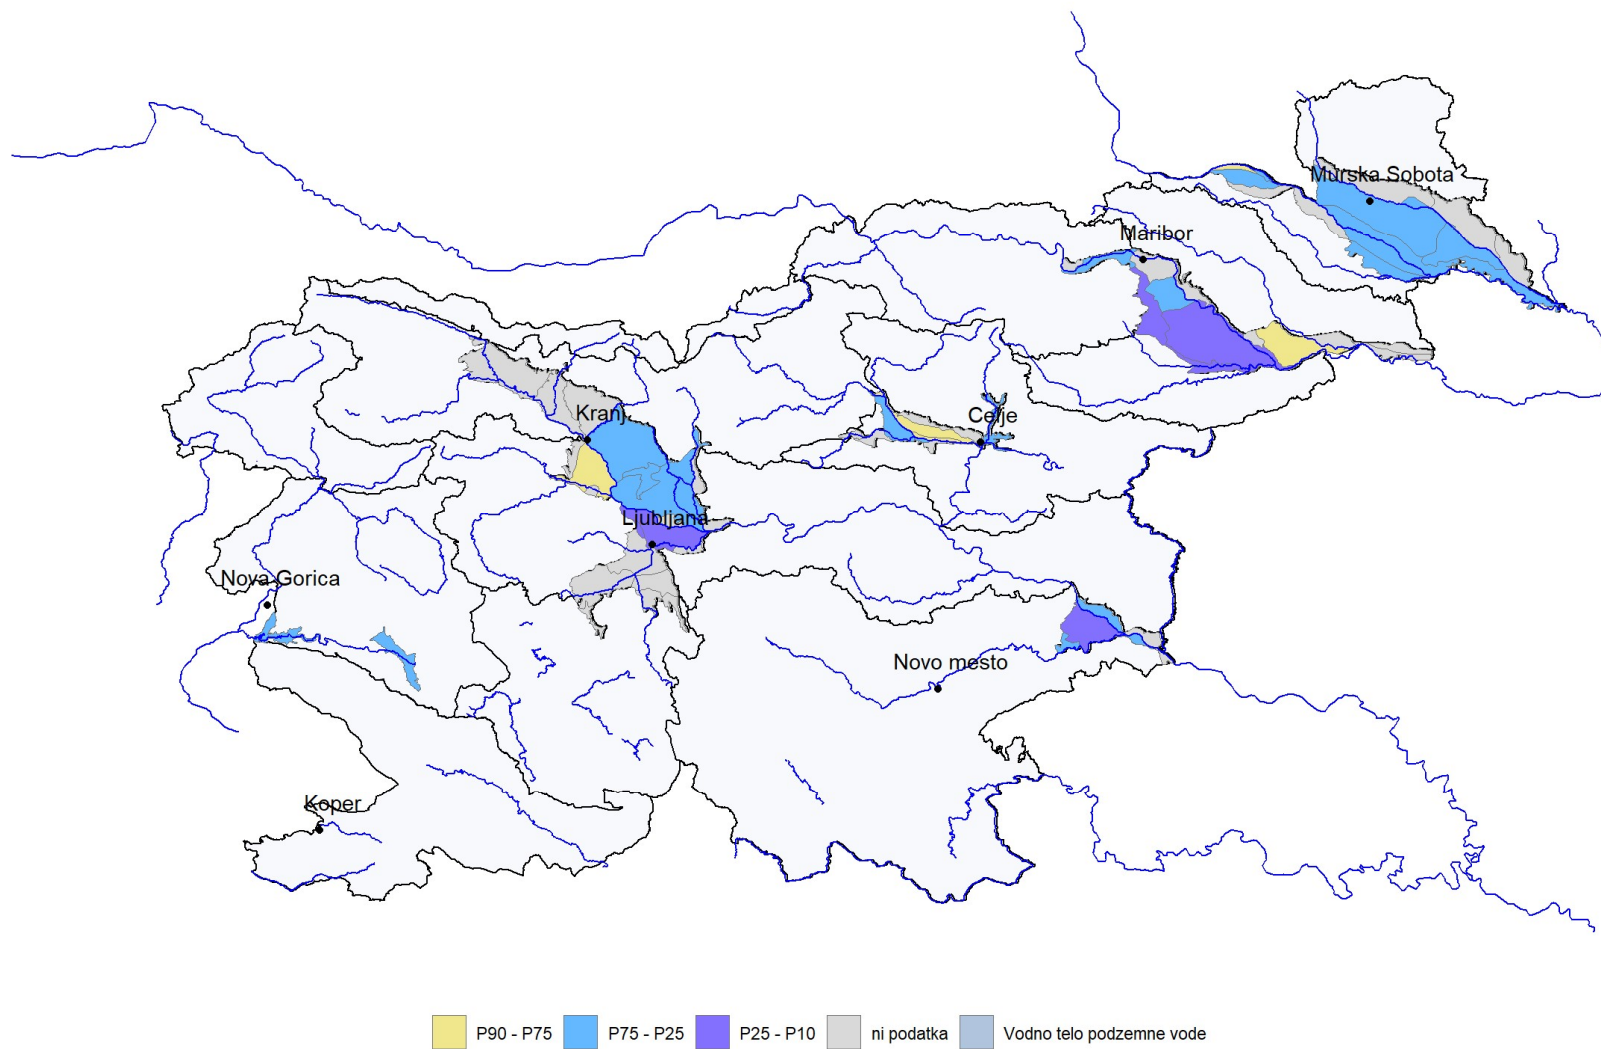 Murska Sobota
Maribor
Kranj
Celje
Ljubljana
Nova Gorica
Novo mesto
Koper
P90 - P75 P75 - P25 P25 - P10 ni podatka Vodno telo podzemne vode